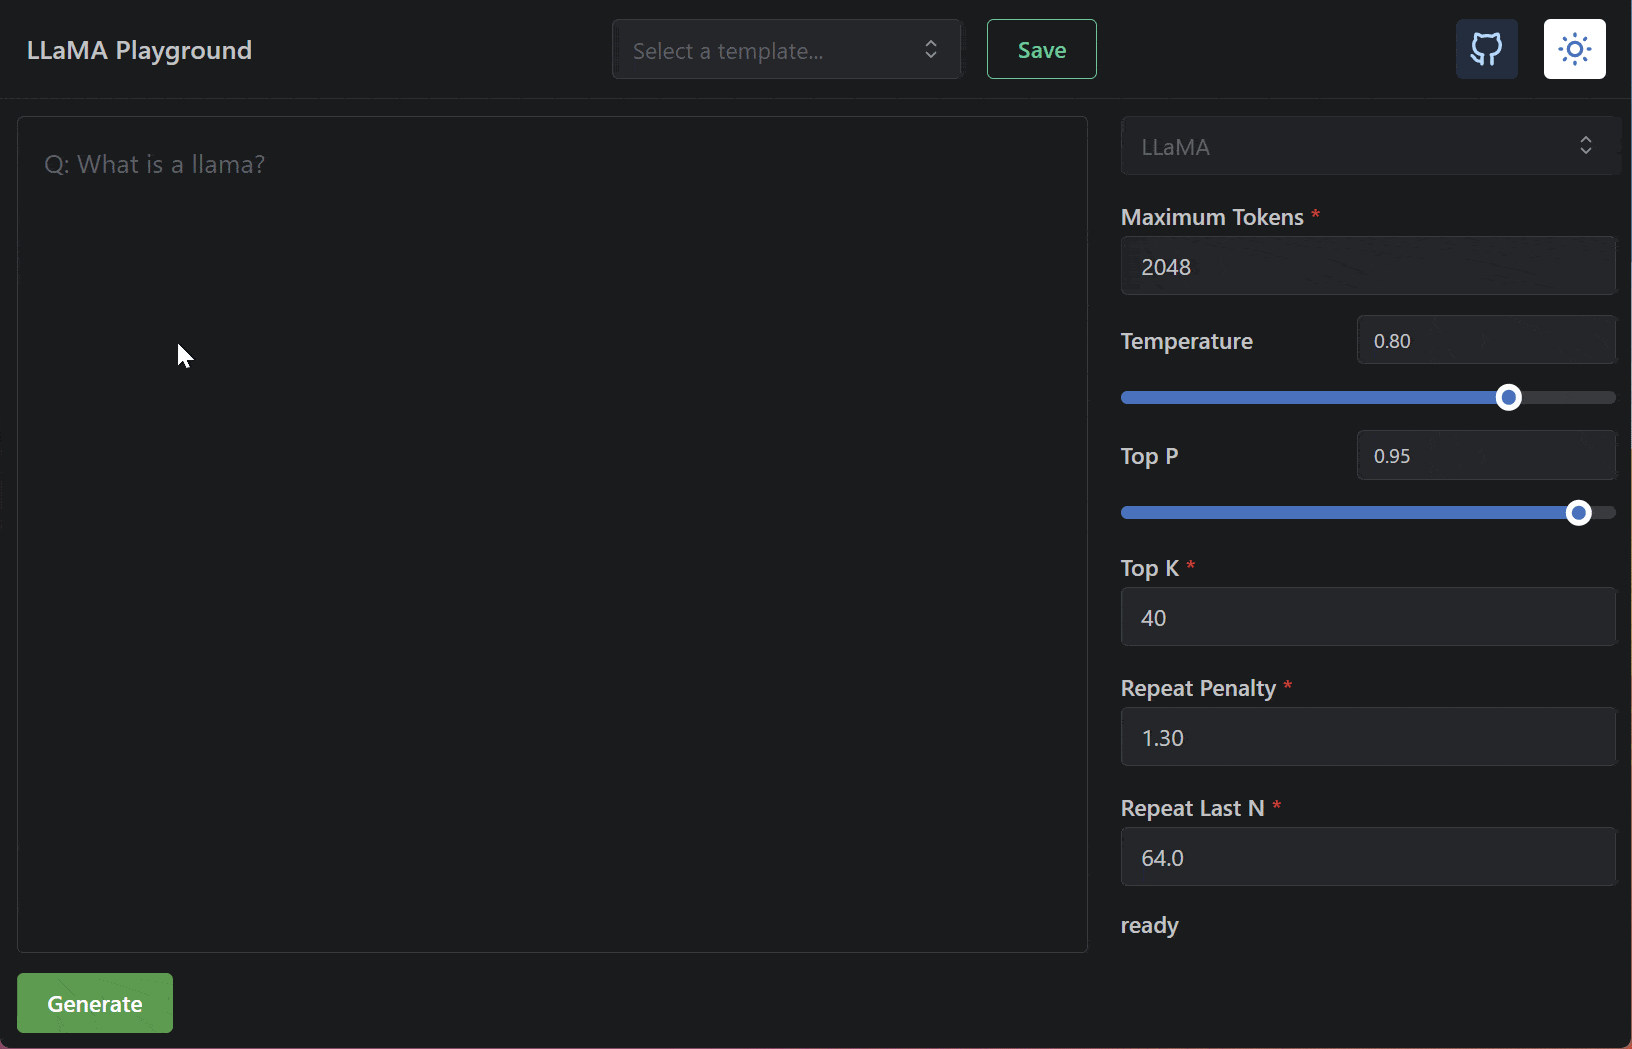 LLaMA Playground
Select a template...
Save
Q: What is a llama?
LLaMA
Maximum Tokens *
2048
Temperature
0.80
Top P
0.95
Top K *
40
Repeat Penalty *
1.30
Repeat Last N *
64.0
ready
Generate